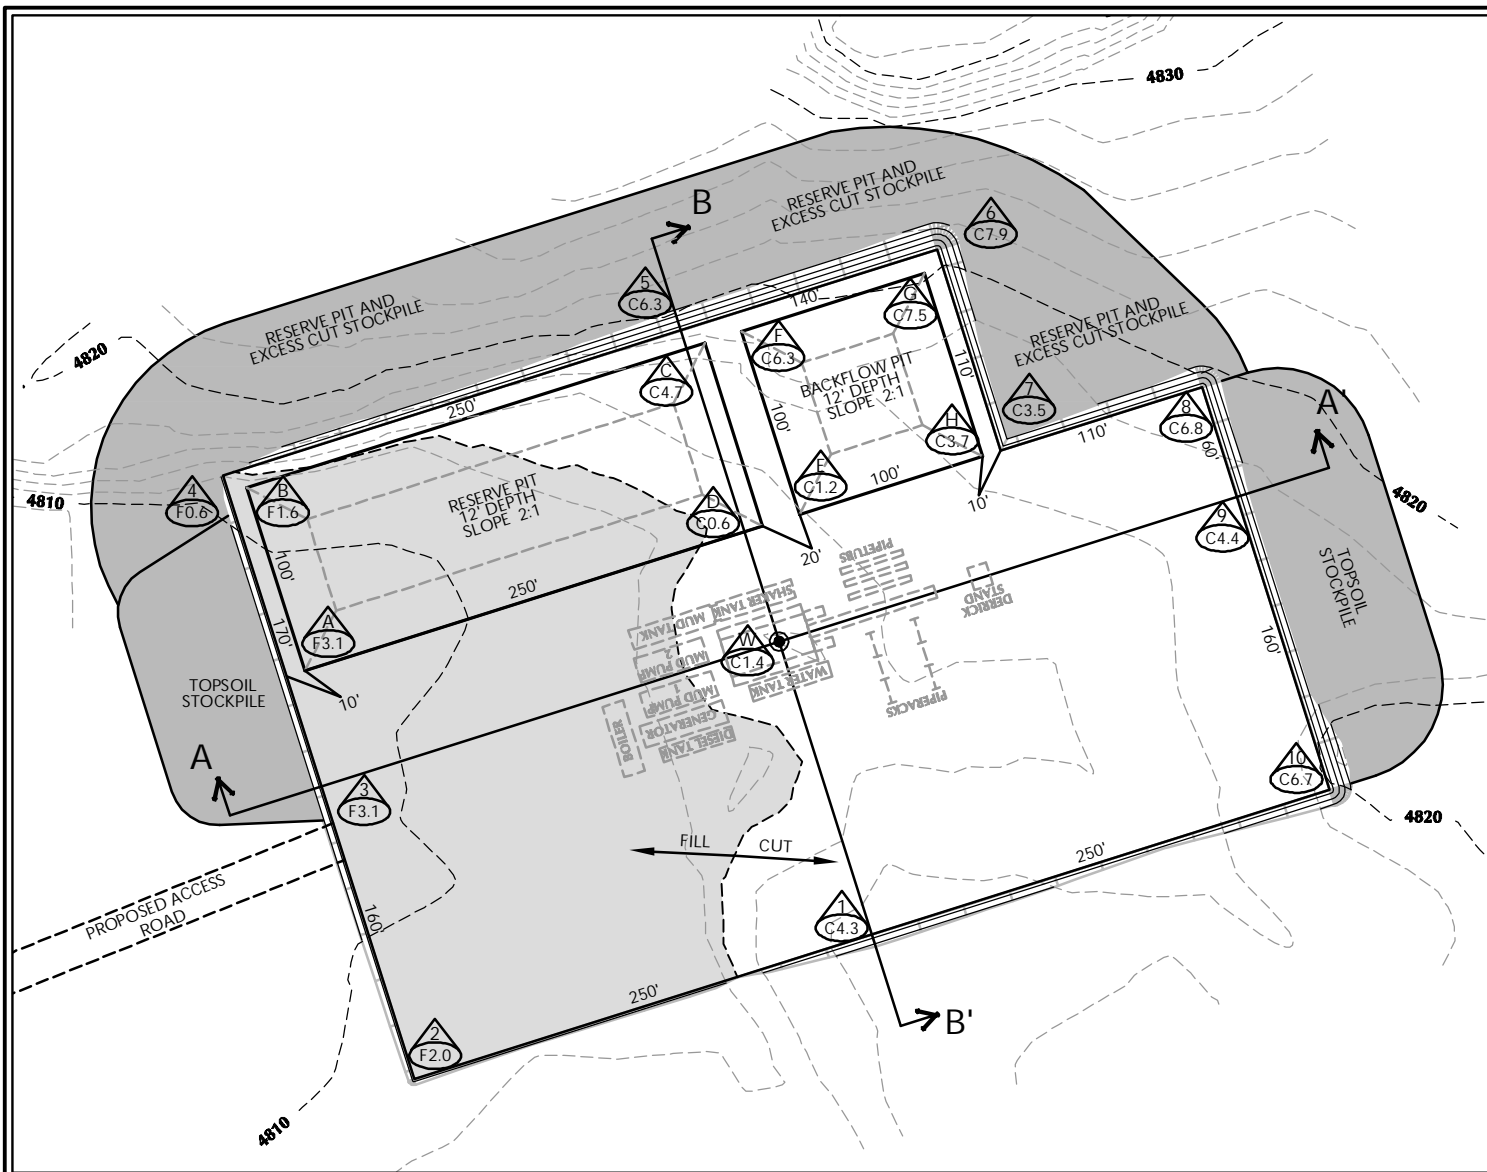 4830
B
RESERVE PIT AND
EXCESS CUT STOCKPILE
6
C7.9
5
C6.3
140'
G
C7.5
RESERVE PIT AND
EXCESS CUT STOCKPILE
RESERVE PIT AND
EXCESS CUT STOCKPILE
4820
F
C6.3
BACKFLOW PIT
12' DEPTH
SLOPE 2:1
110'
C
C4.7
250'
7
C3.5
8
C6.8
A'
100'
H
C3.7
110'
60'
4
F0.6
B
F1.6
RESERVE PIT
12' DEPTH
SLOPE 2:1
4810
D
C0.6
E
C1.2
100'
10'
4820
9
C4.4
20'
PIPETUBS
100'
250'
SHAKER TANK
DERRICK
STAND
TOPSOIL
STOCKPILE
A
F3.1
170'
MUD TANK
W
C1.4
160'
MUD PUMP
2
WATER TANK
TOPSOIL
STOCKPILE
10'
MUD PUMP
1
PIPERACKS
GENERATOR
BOILER
DIESEL TANK
A
3
F3.1
10
C6.7
4820
FILL
CUT
250'
PROPOSED ACCESS
ROAD
160'
1
C4.3
250'
B'
2
F2.0
4810